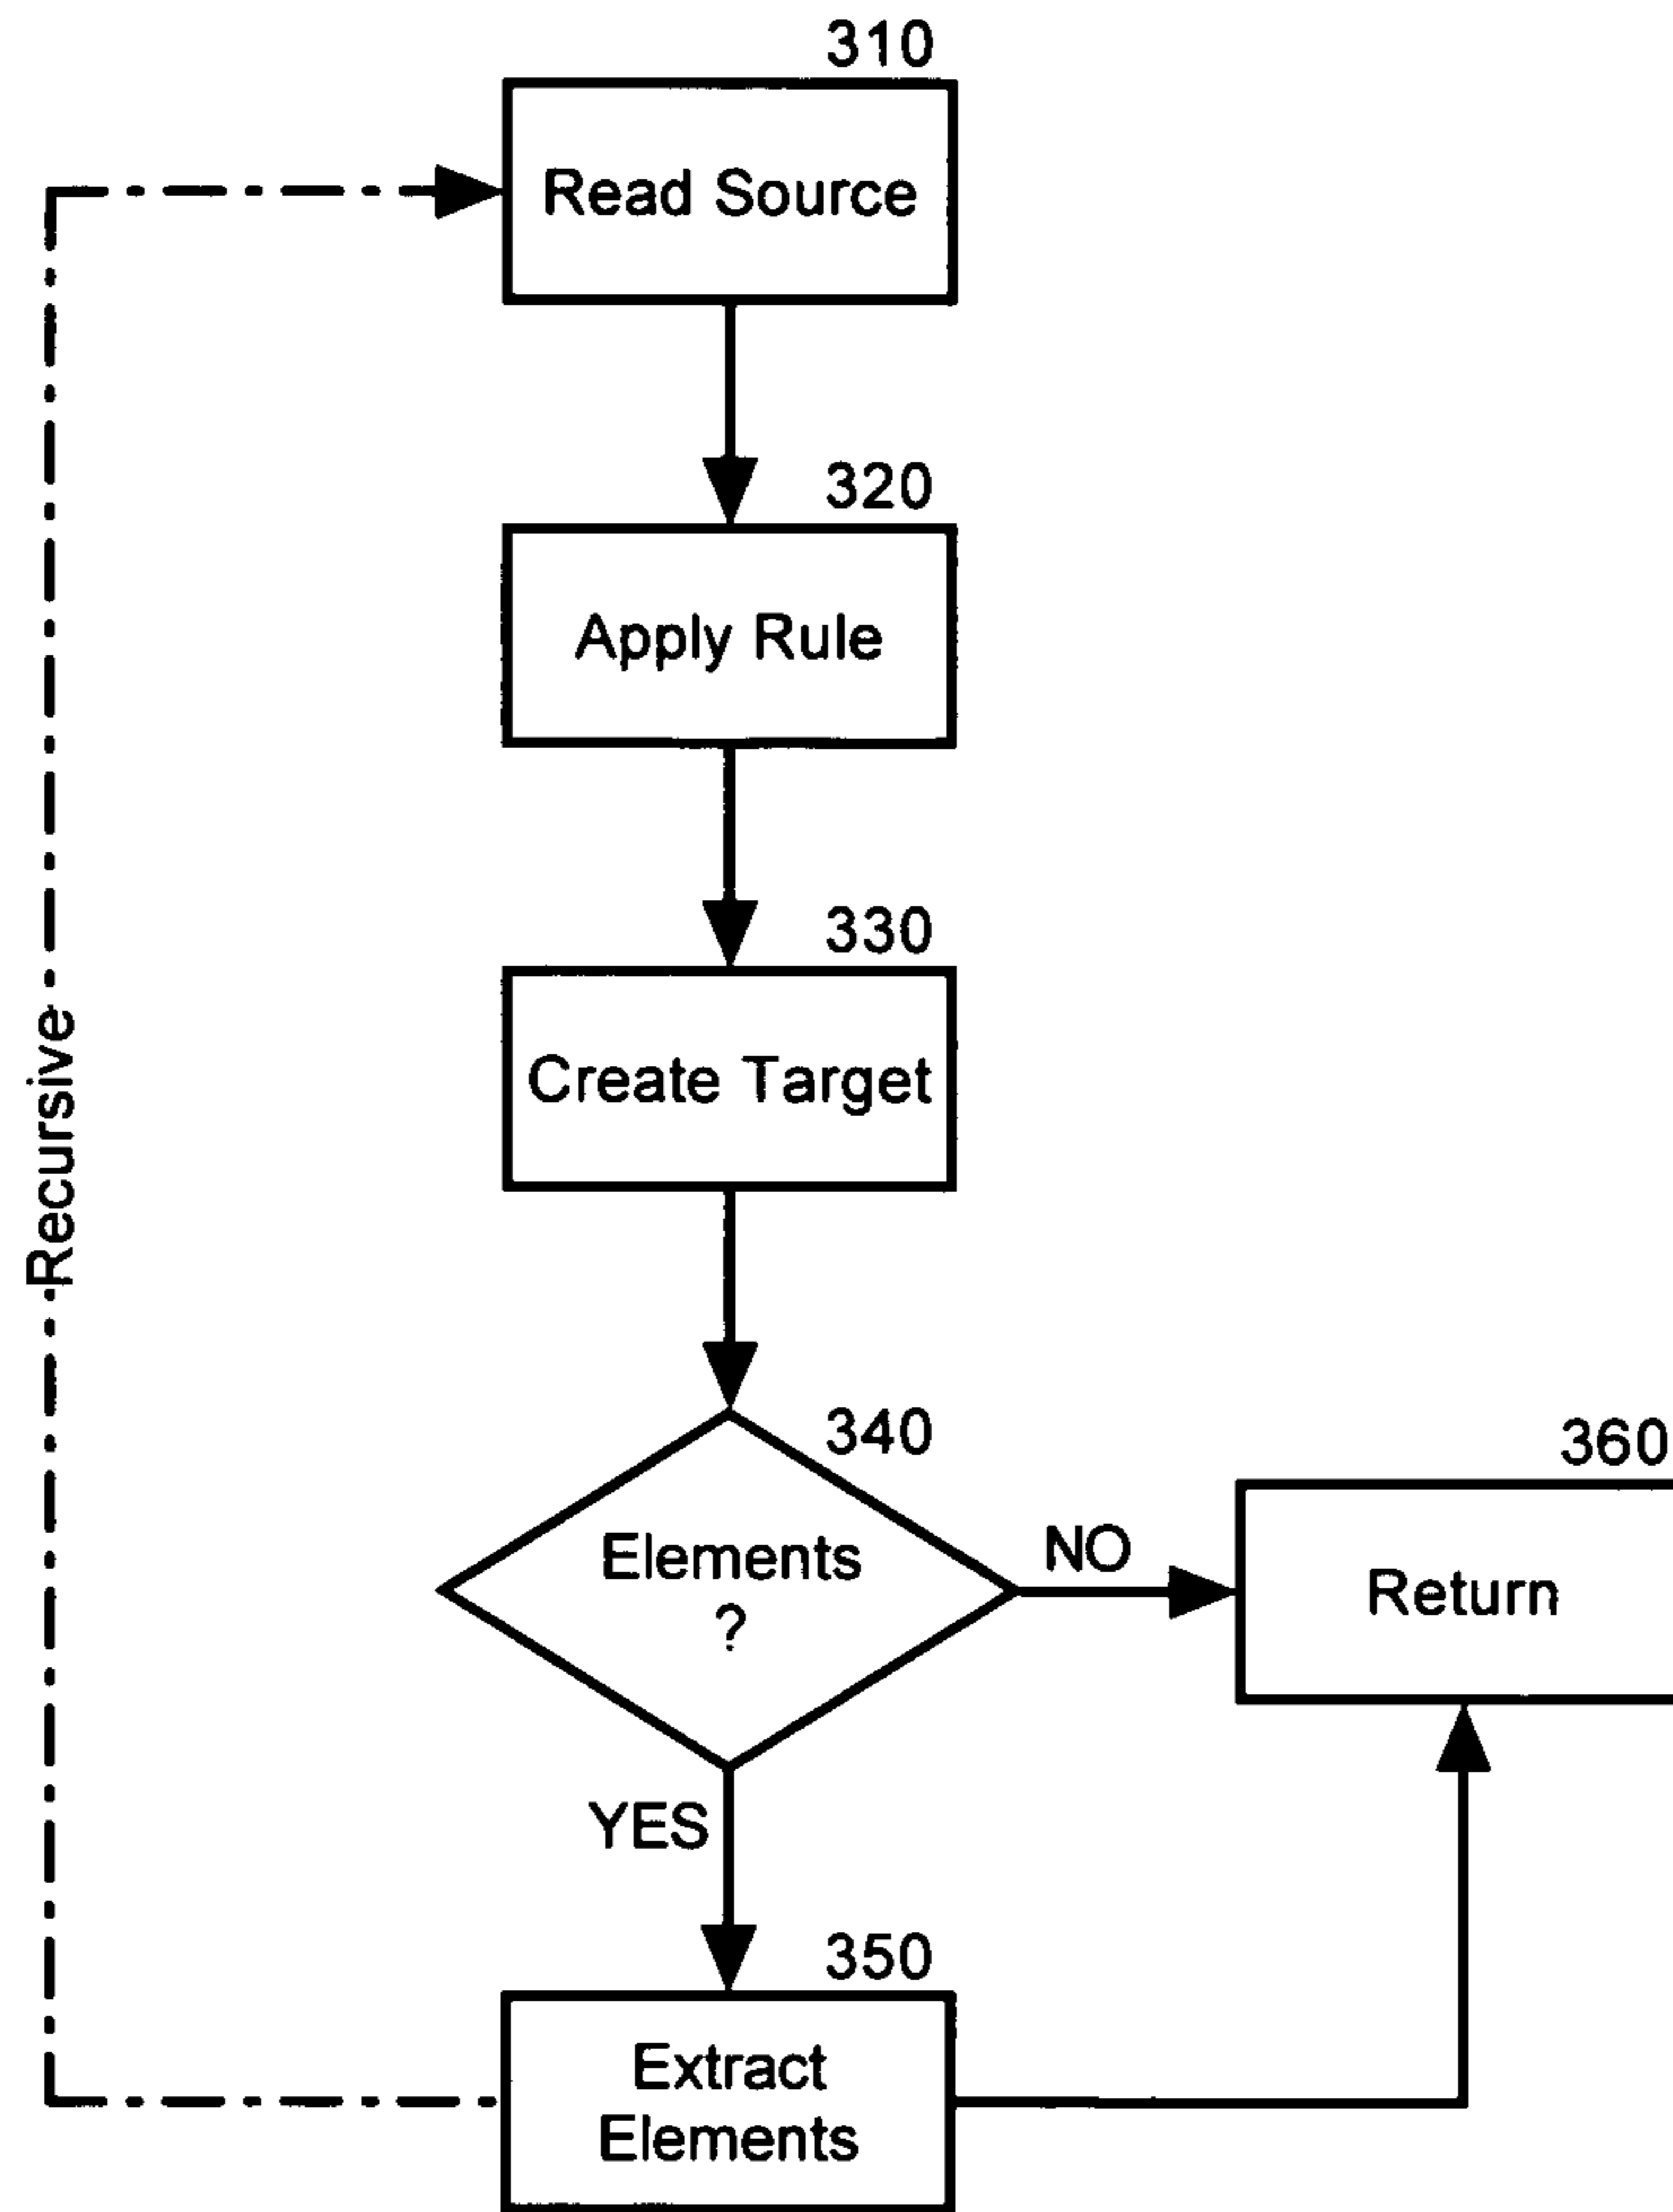 310
Read Source
320
Apply Rule
330
Create Target
Recursive
340
Elements
?
NO
360
Return
YES
350
Extract
Elements